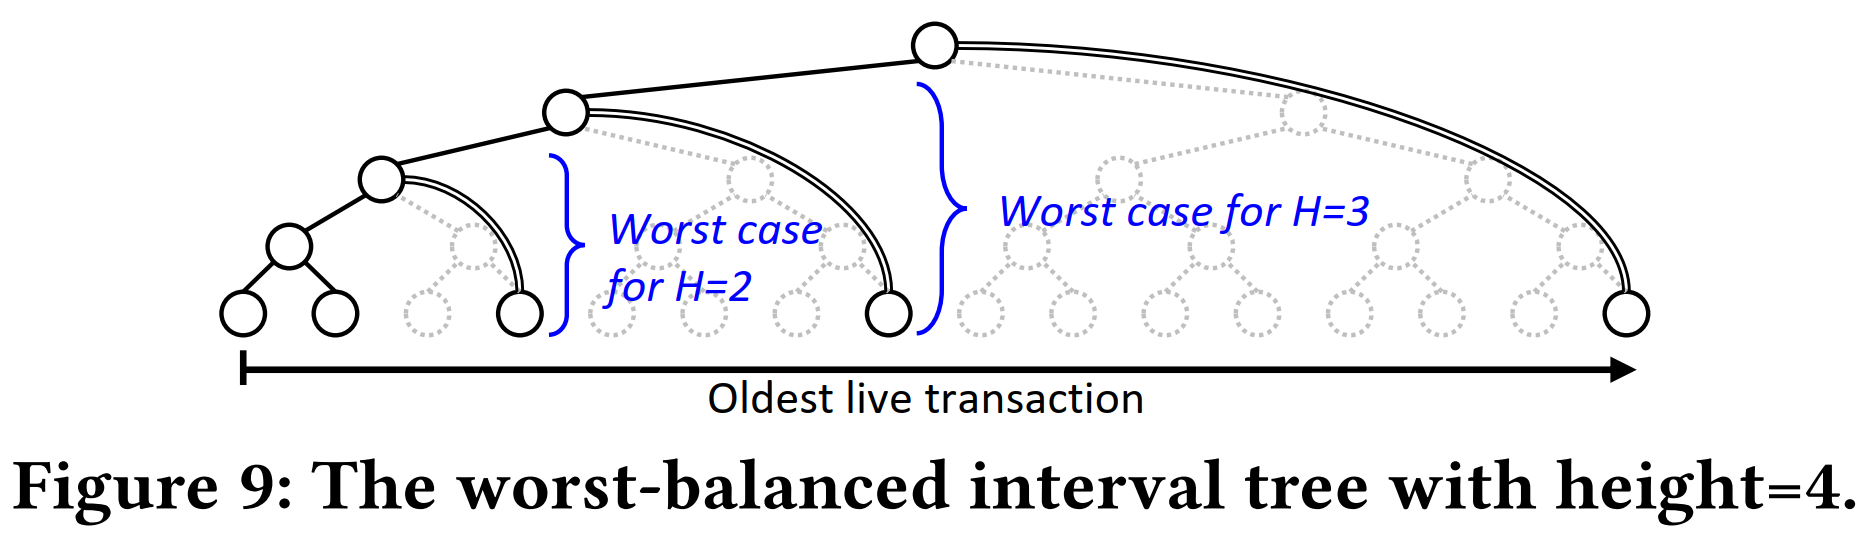 Worst case
for H=2
Worst case for H=3
Oldest live transaction
Figure 9: The worst-balanced interval tree with height=4.